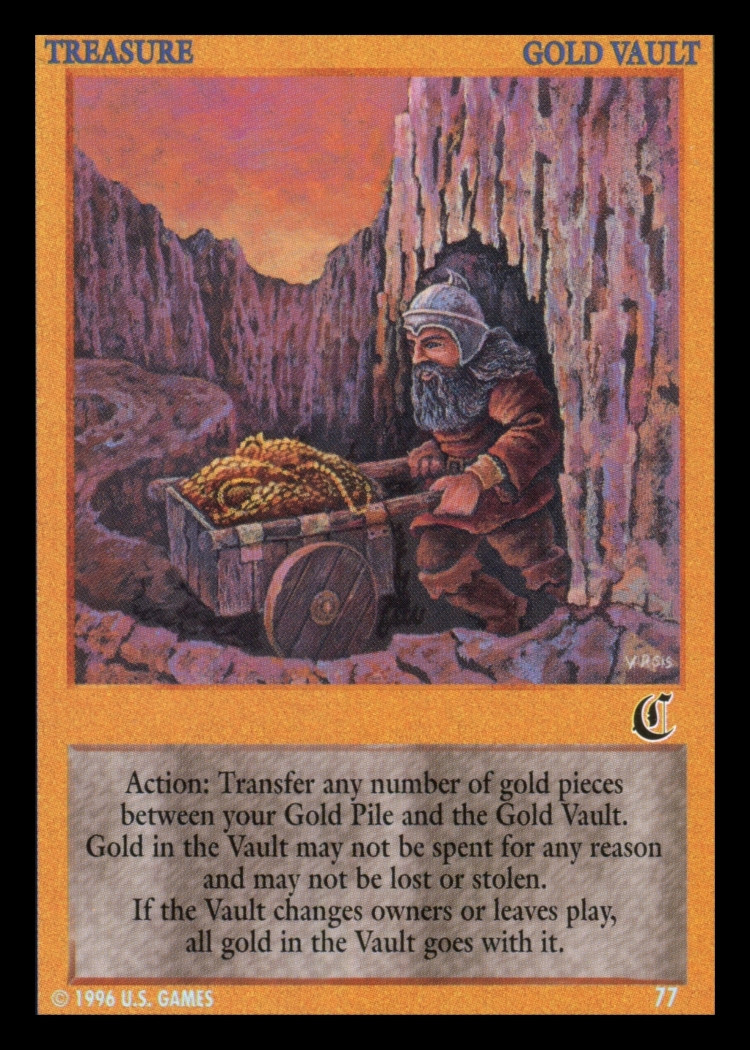 TREASURE GOLD VAULT
VIRSIS
C
Action: Transfer any number of gold pieces
between your Gold Pile and the Gold Vault.
Gold in the Vault may not be spent for any reason
and may not be lost or stolen.
If the Vault changes owners or leaves play,
all gold in the Vault goes with it.
© 1996 U.S. GAMES 77